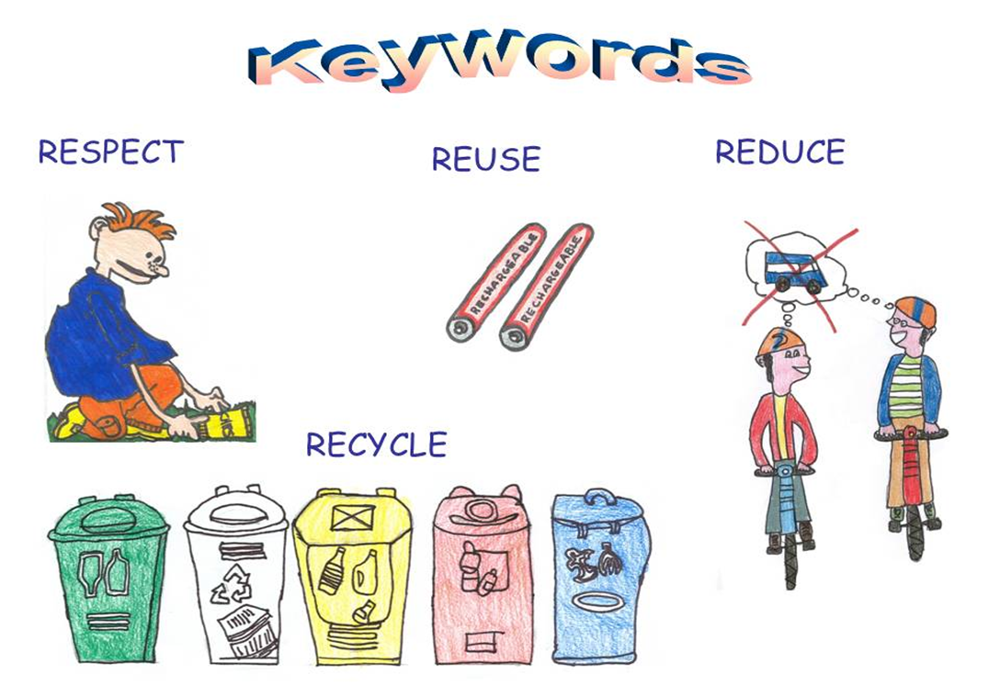 KeyWords
RESPECT
REUSE
REDUCE
RECHARGEABLE
RECHARGEABLE
RECYCLE